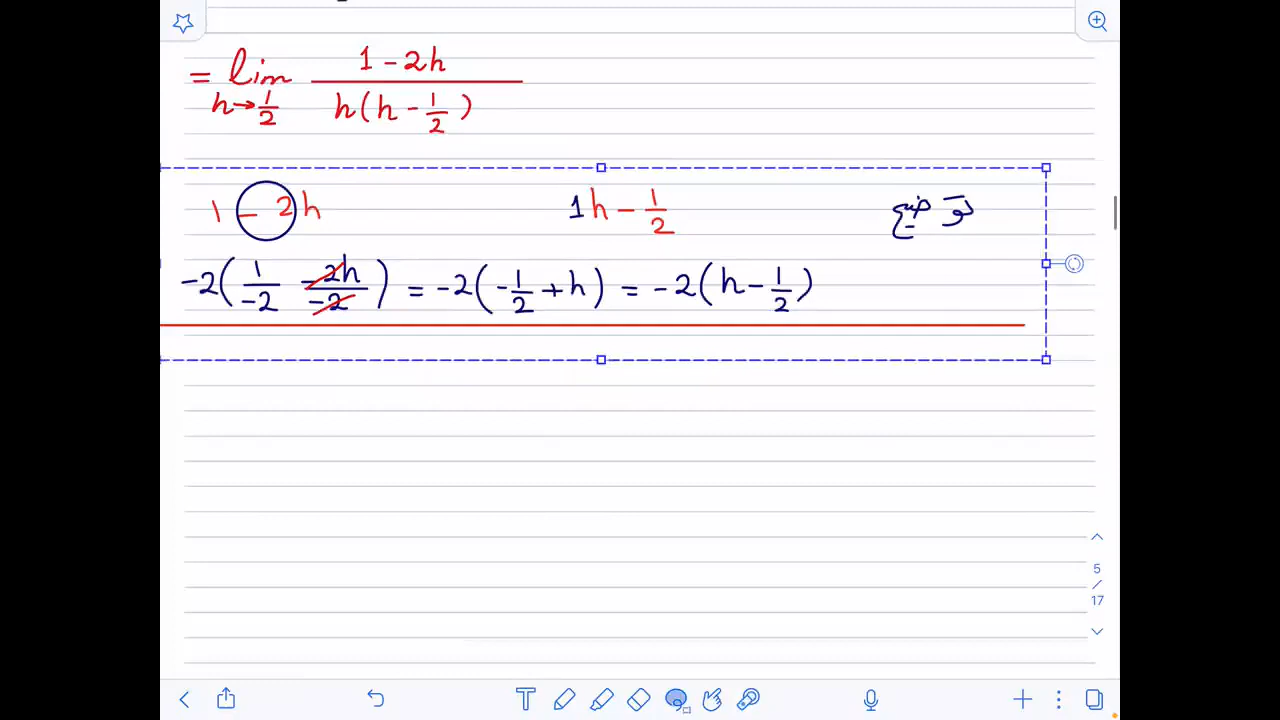 = lim h→1/2 (1 - 2h) / (h(h - 1/2))
1 - 2h 1h - 1/2 توضيح
-2(1/-2 -2h/-2) = -2(-1/2 + h) = -2(h - 1/2)
5
/
17
T